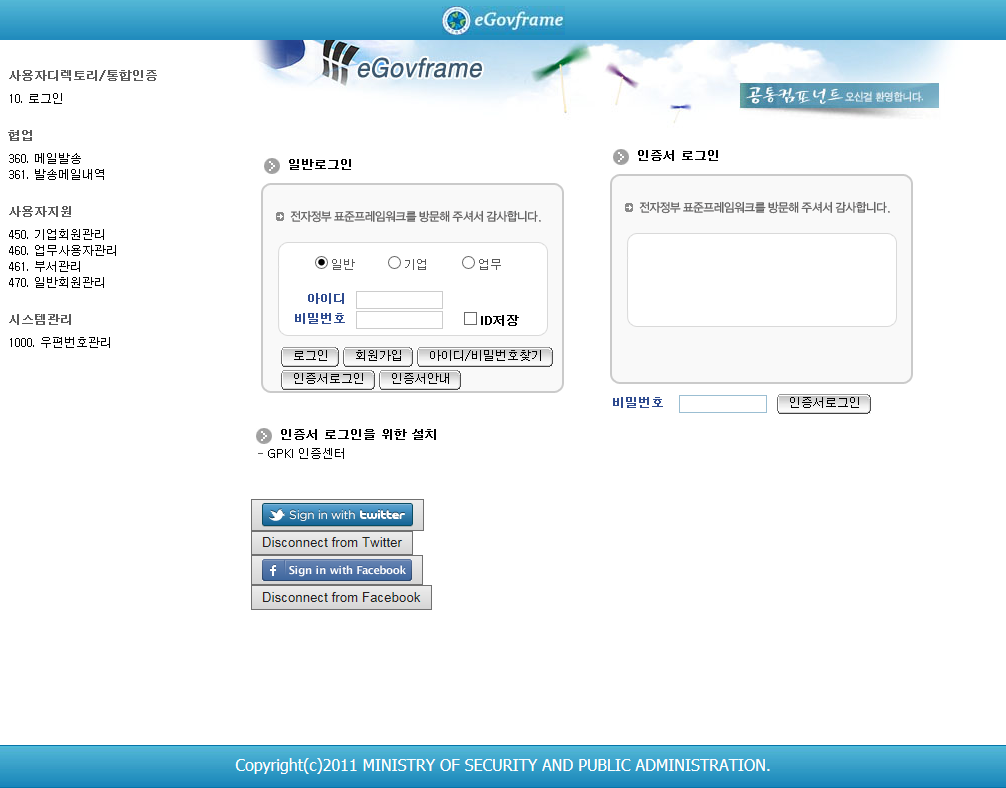 eGovframe
eGovframe
공통컴포넌트 오신걸 환영합니다.
사용자디렉토리/통합인증
10. 로그인
협업
360. 메일발송
361. 발송메일내역
사용자지원
450. 기업회원관리
460. 업무사용자관리
461. 부서관리
470. 일반회원관리
시스템관리
1000. 우편번호관리
일반로그인
전자정부 표준프레임워크를 방문해 주셔서 감사합니다.
일반 기업 업무
아이디
비밀번호 ID저장
로그인 회원가입 아이디/비밀번호찾기
인증서로그인 인증서안내
인증서 로그인
전자정부 표준프레임워크를 방문해 주셔서 감사합니다.
비밀번호 인증서로그인
인증서 로그인을 위한 설치
- GPKI 인증센터
Sign in with twitter
Disconnect from Twitter
f Sign in with Facebook
Disconnect from Facebook
Copyright(c)2011 MINISTRY OF SECURITY AND PUBLIC ADMINISTRATION.